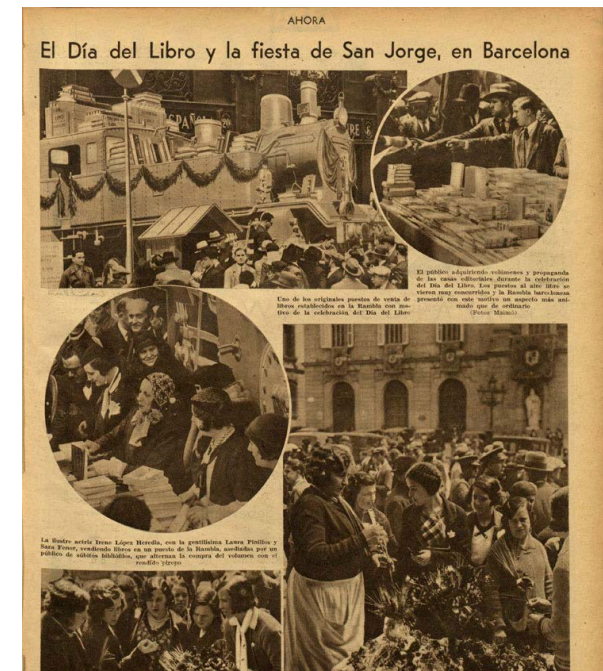 AHORA
El Día del Libro y la fiesta de San Jorge, en Barcelona
El público adquiriendo volúmenes y propaganda
de las casas editoriales durante la celebración
del Día del Libro. Los puestos al aire libre se
vieron muy concurridos y la Rambla barcelonesa
presentó con este motivo un aspecto más ani-
mado que de ordinario
(Fotos Maimó)
Uno de los originales puestos de venta de
libros establecidos en la Rambla con mo-
tivo de la celebración del Día del Libro
La ilustre actriz Irene López Heredia, con la gentilísima Laura Pinillos y
Sara Fenor, vendiendo libros en un puesto de la Rambla, asediadas por un
público de súbitos bibliófilos, que alternan la compra del volumen con el
rendido piropo